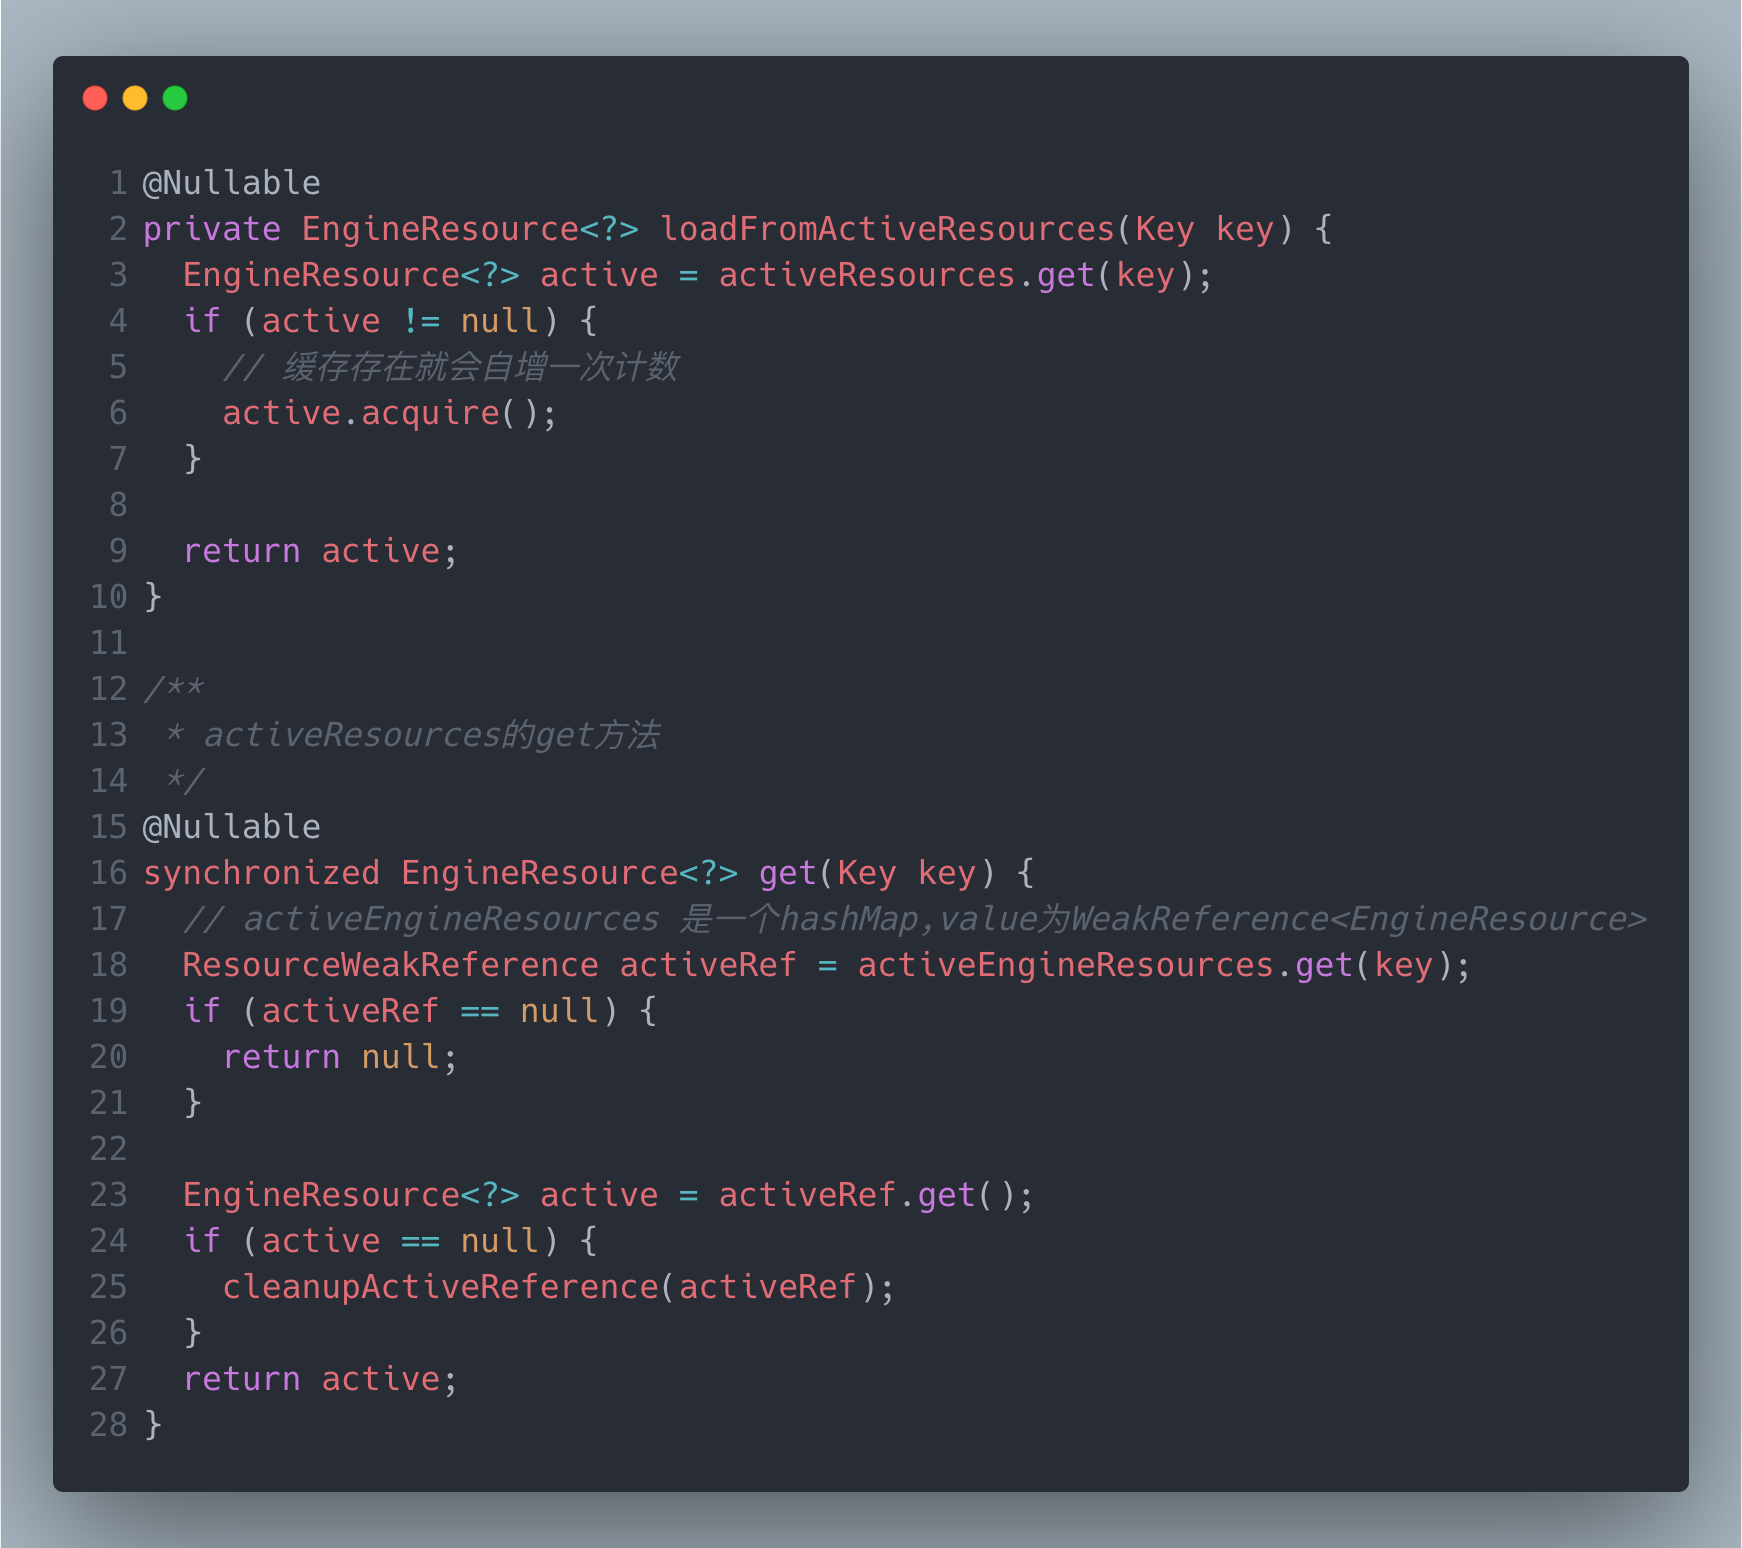 1 @Nullable
2 private EngineResource<?> loadFromActiveResources(Key key) {
3   EngineResource<?> active = activeResources.get(key);
4   if (active != null) {
5     // 缓存存在就会自增一次计数
6     active.acquire();
7   }
8
9   return active;
10 }
11
12 /**
13  * activeResources的get方法
14  */
15 @Nullable
16 synchronized EngineResource<?> get(Key key) {
17   // activeEngineResources 是一个hashMap,value为WeakReference<EngineResource>
18   ResourceWeakReference activeRef = activeEngineResources.get(key);
19   if (activeRef == null) {
20     return null;
21   }
22
23   EngineResource<?> active = activeRef.get();
24   if (active == null) {
25     cleanupActiveReference(activeRef);
26   }
27   return active;
28 }